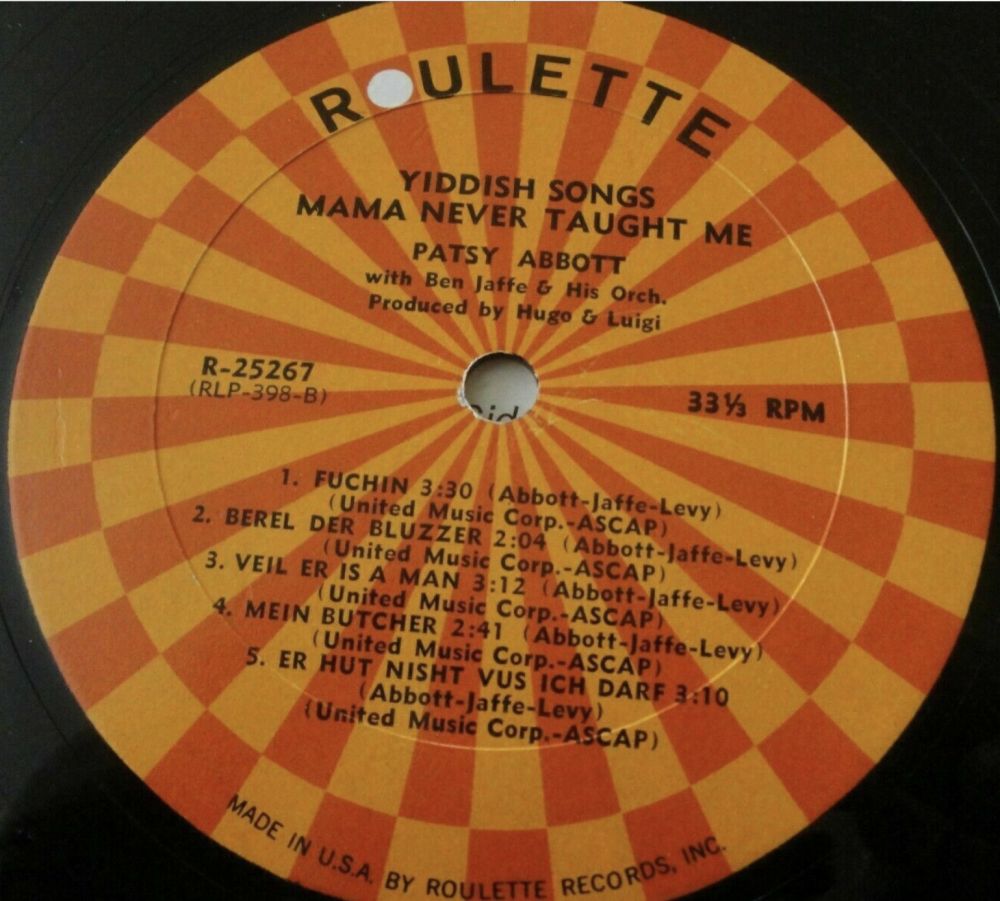 ROULETTE
YIDDISH SONGS
MAMA NEVER TAUGHT ME
PATSY ABBOTT
with Ben Jaffe & His Orch.
Produced by Hugo & Luigi
R-25267
(RLP-398-B)
33⅓ RPM
1. FUCHIN 3:30 (Abbott-Jaffe-Levy)
(United Music Corp.-ASCAP)
2. BEREL DER BLUZZER 2:04 (Abbott-Jaffe-Levy)
(United Music Corp.-ASCAP)
3. VEIL ER IS A MAN 3:12 (Abbott-Jaffe-Levy)
(United Music Corp.-ASCAP)
4. MEIN BUTCHER 2:41 (Abbott-Jaffe-Levy)
(United Music Corp.-ASCAP)
5. ER HUT NISHT VUS ICH DARF 3:10
(Abbott-Jaffe-Levy)
(United Music Corp.-ASCAP)
MADE IN U.S.A. BY ROULETTE RECORDS, INC.